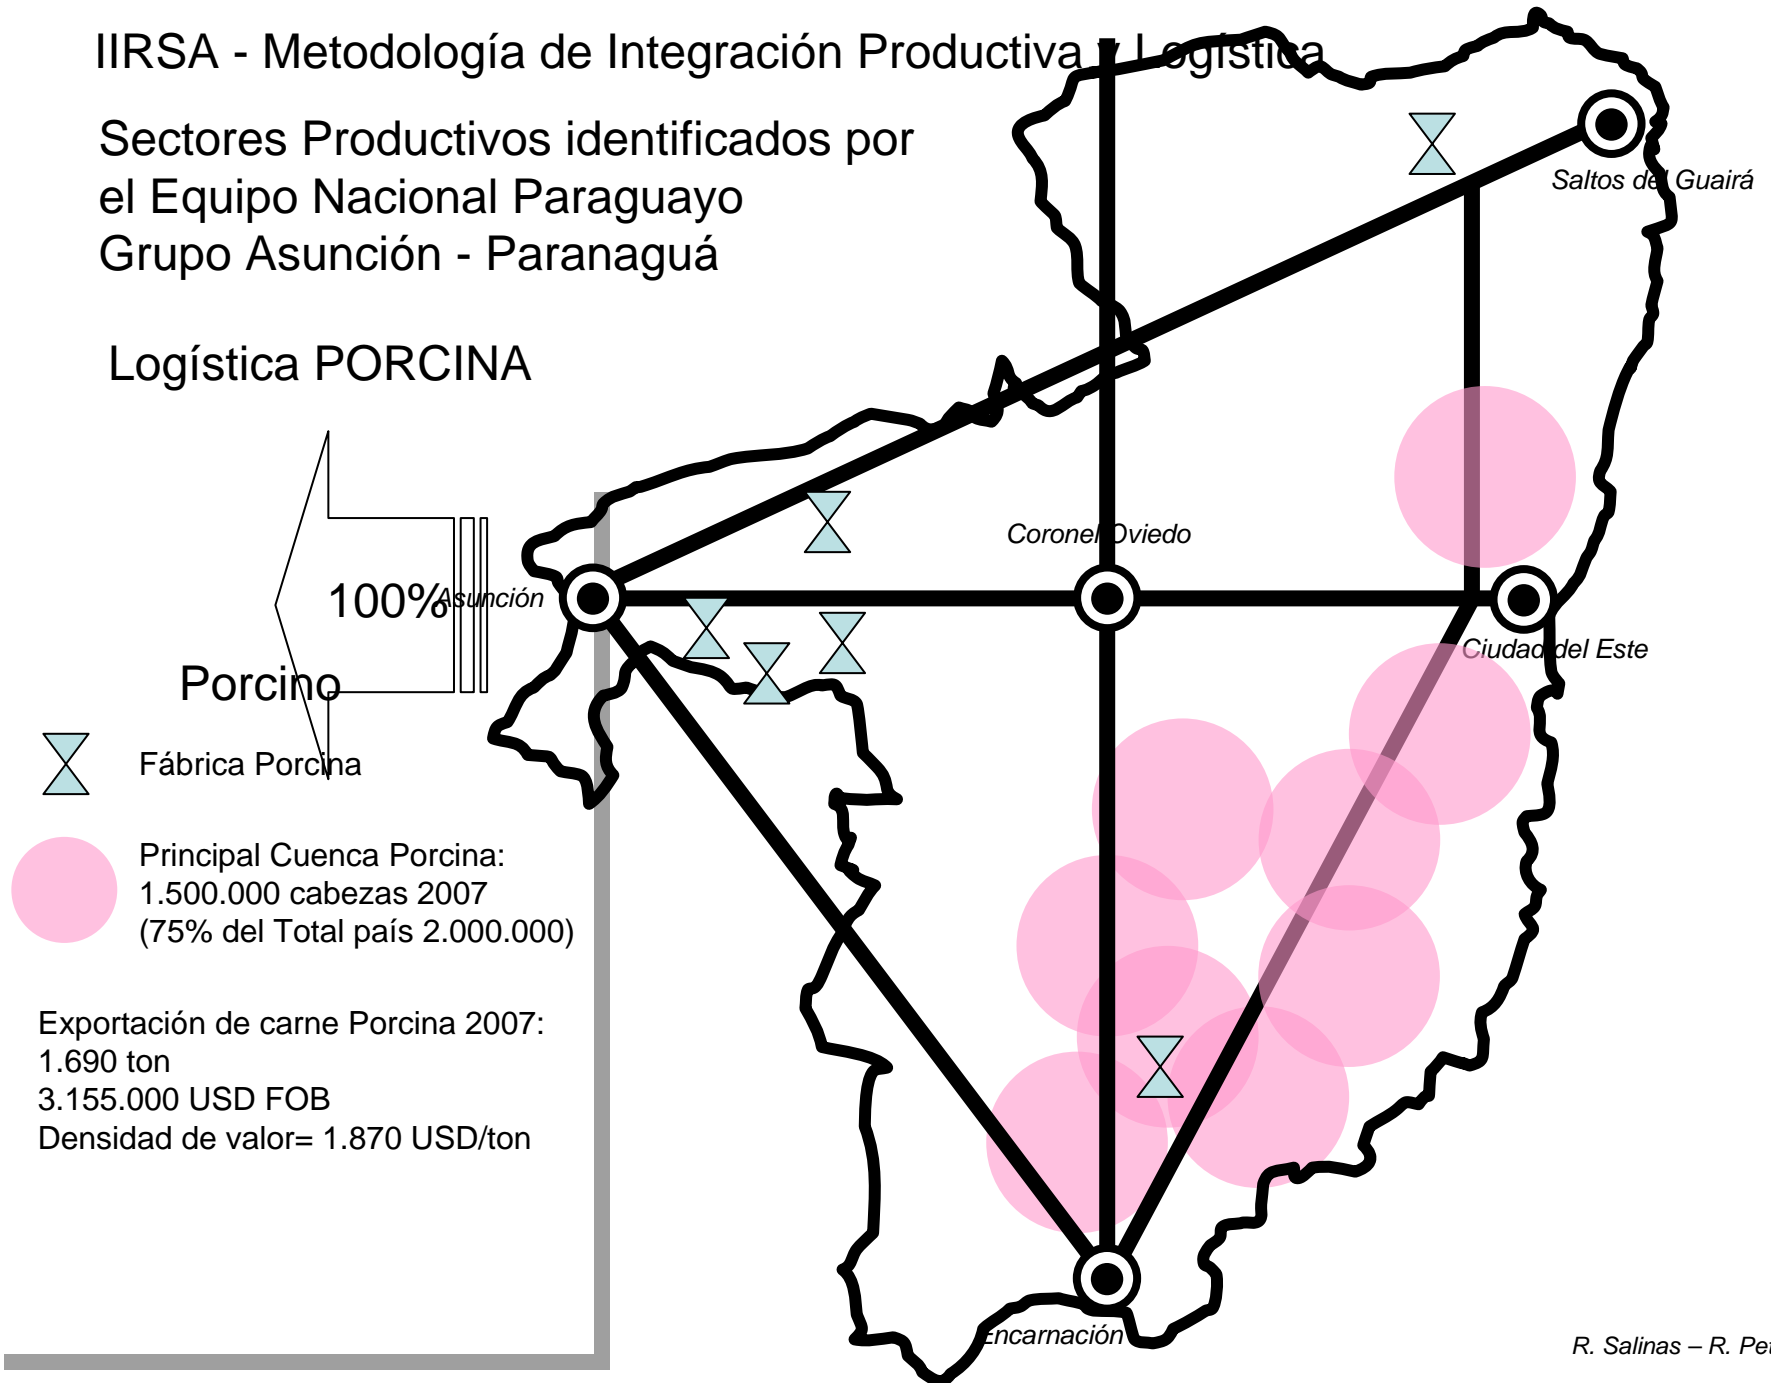 IIRSA - Metodología de Integración Productiva y Logística
Sectores Productivos identificados por
el Equipo Nacional Paraguayo
Grupo Asunción - Paranaguá
Logística PORCINA
Saltos del Guairá
Coronel Oviedo
100%
Asunción
Ciudad del Este
Porcino
Fábrica Porcina
Principal Cuenca Porcina:
1.500.000 cabezas 2007
(75% del Total país 2.000.000)
Exportación de carne Porcina 2007:
1.690 ton
3.155.000 USD FOB
Densidad de valor= 1.870 USD/ton
Encarnación
R. Salinas – R.